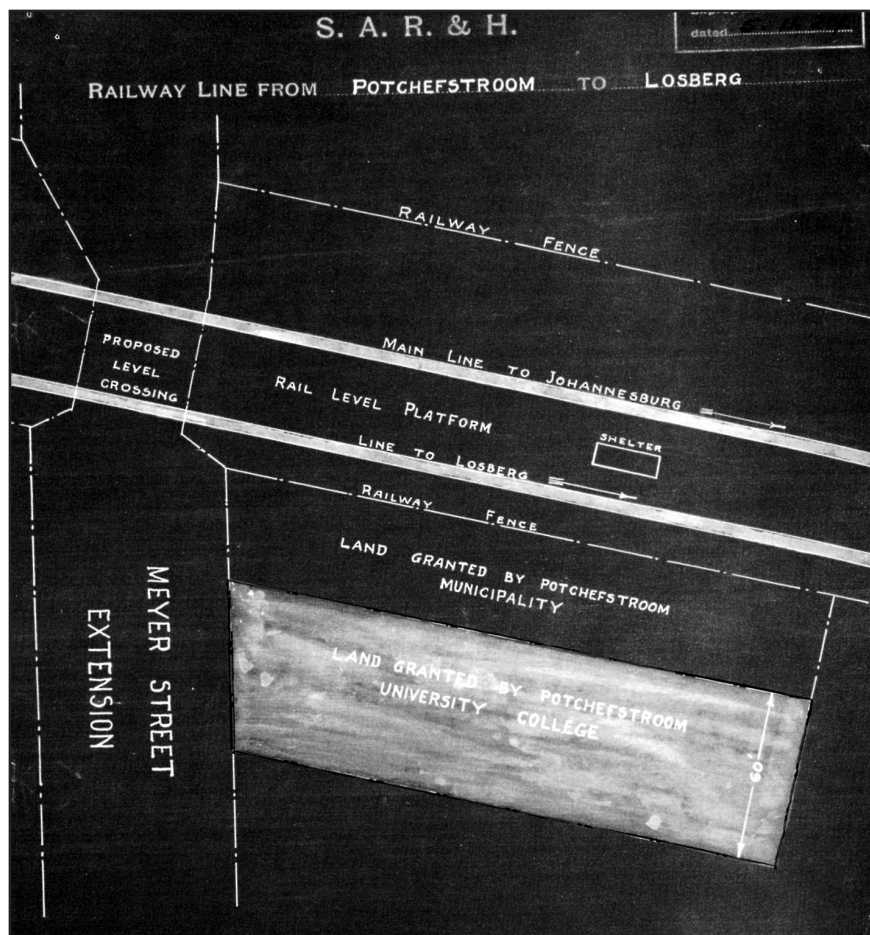 S. A. R. & H.
dated
RAILWAY LINE FROM POTCHEFSTROOM TO LOSBERG
RAILWAY FENCE
MAIN LINE TO JOHANNESBURG
PROPOSED
LEVEL
CROSSING
RAIL LEVEL PLATFORM
SHELTER
LINE TO LOSBERG
RAILWAY FENCE
LAND GRANTED BY POTCHEFSTROOM
MUNICIPALITY
MEYER STREET
EXTENSION
LAND GRANTED BY POTCHEFSTROOM
UNIVERSITY COLLEGE
60'